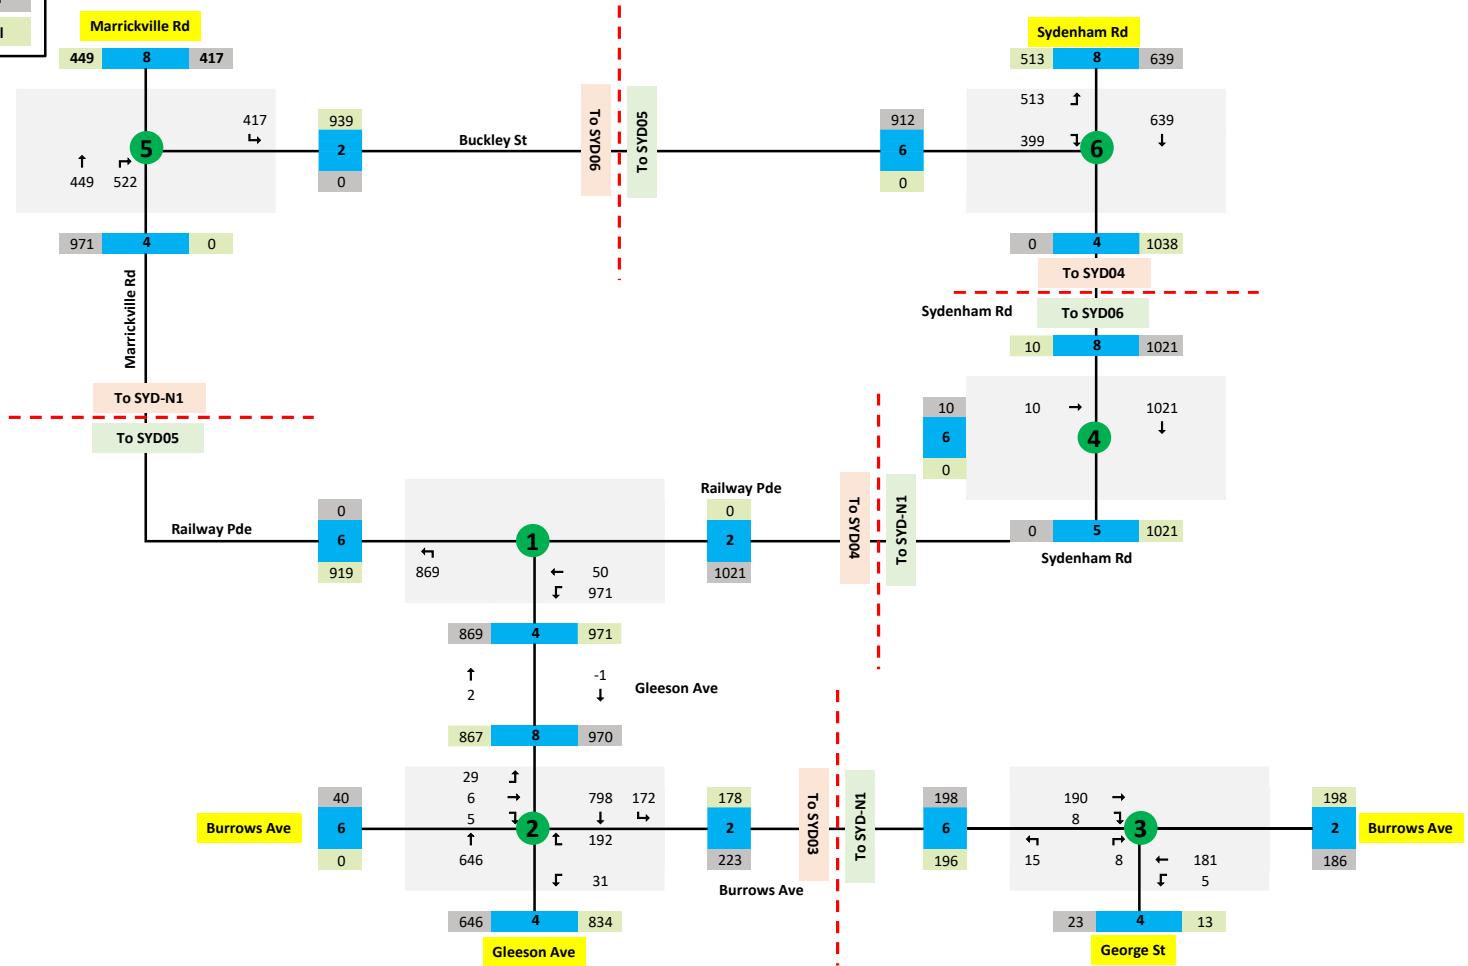 l
Marrickville Rd
449 8 417
Sydenham Rd
513 8 639
417
5
449 522
939
2
0
Buckley St
To SYD06
To SYD05
912
6
0
513
399
639
6
971 4 0
0 4 1038
To SYD04
Sydenham Rd
To SYD06
10 8 1021
Marrickville Rd
To SYD-N1
To SYD05
10
6
0
10
1021
4
0 5 1021
Sydenham Rd
Railway Pde
0
6
919
1
869
50
971
Railway Pde
0
2
1021
To SYD04
To SYD-N1
869 4 971
2
-1
Gleeson Ave
867 8 970
Burrows Ave
40
6
0
29
6
5
798 172
2
192
646
31
178
2
223
Burrows Ave
To SYD03
To SYD-N1
198
6
196
190
8
3
15 8 181
5
198
2
186
Burrows Ave
646 4 834
Gleeson Ave
23 4 13
George St